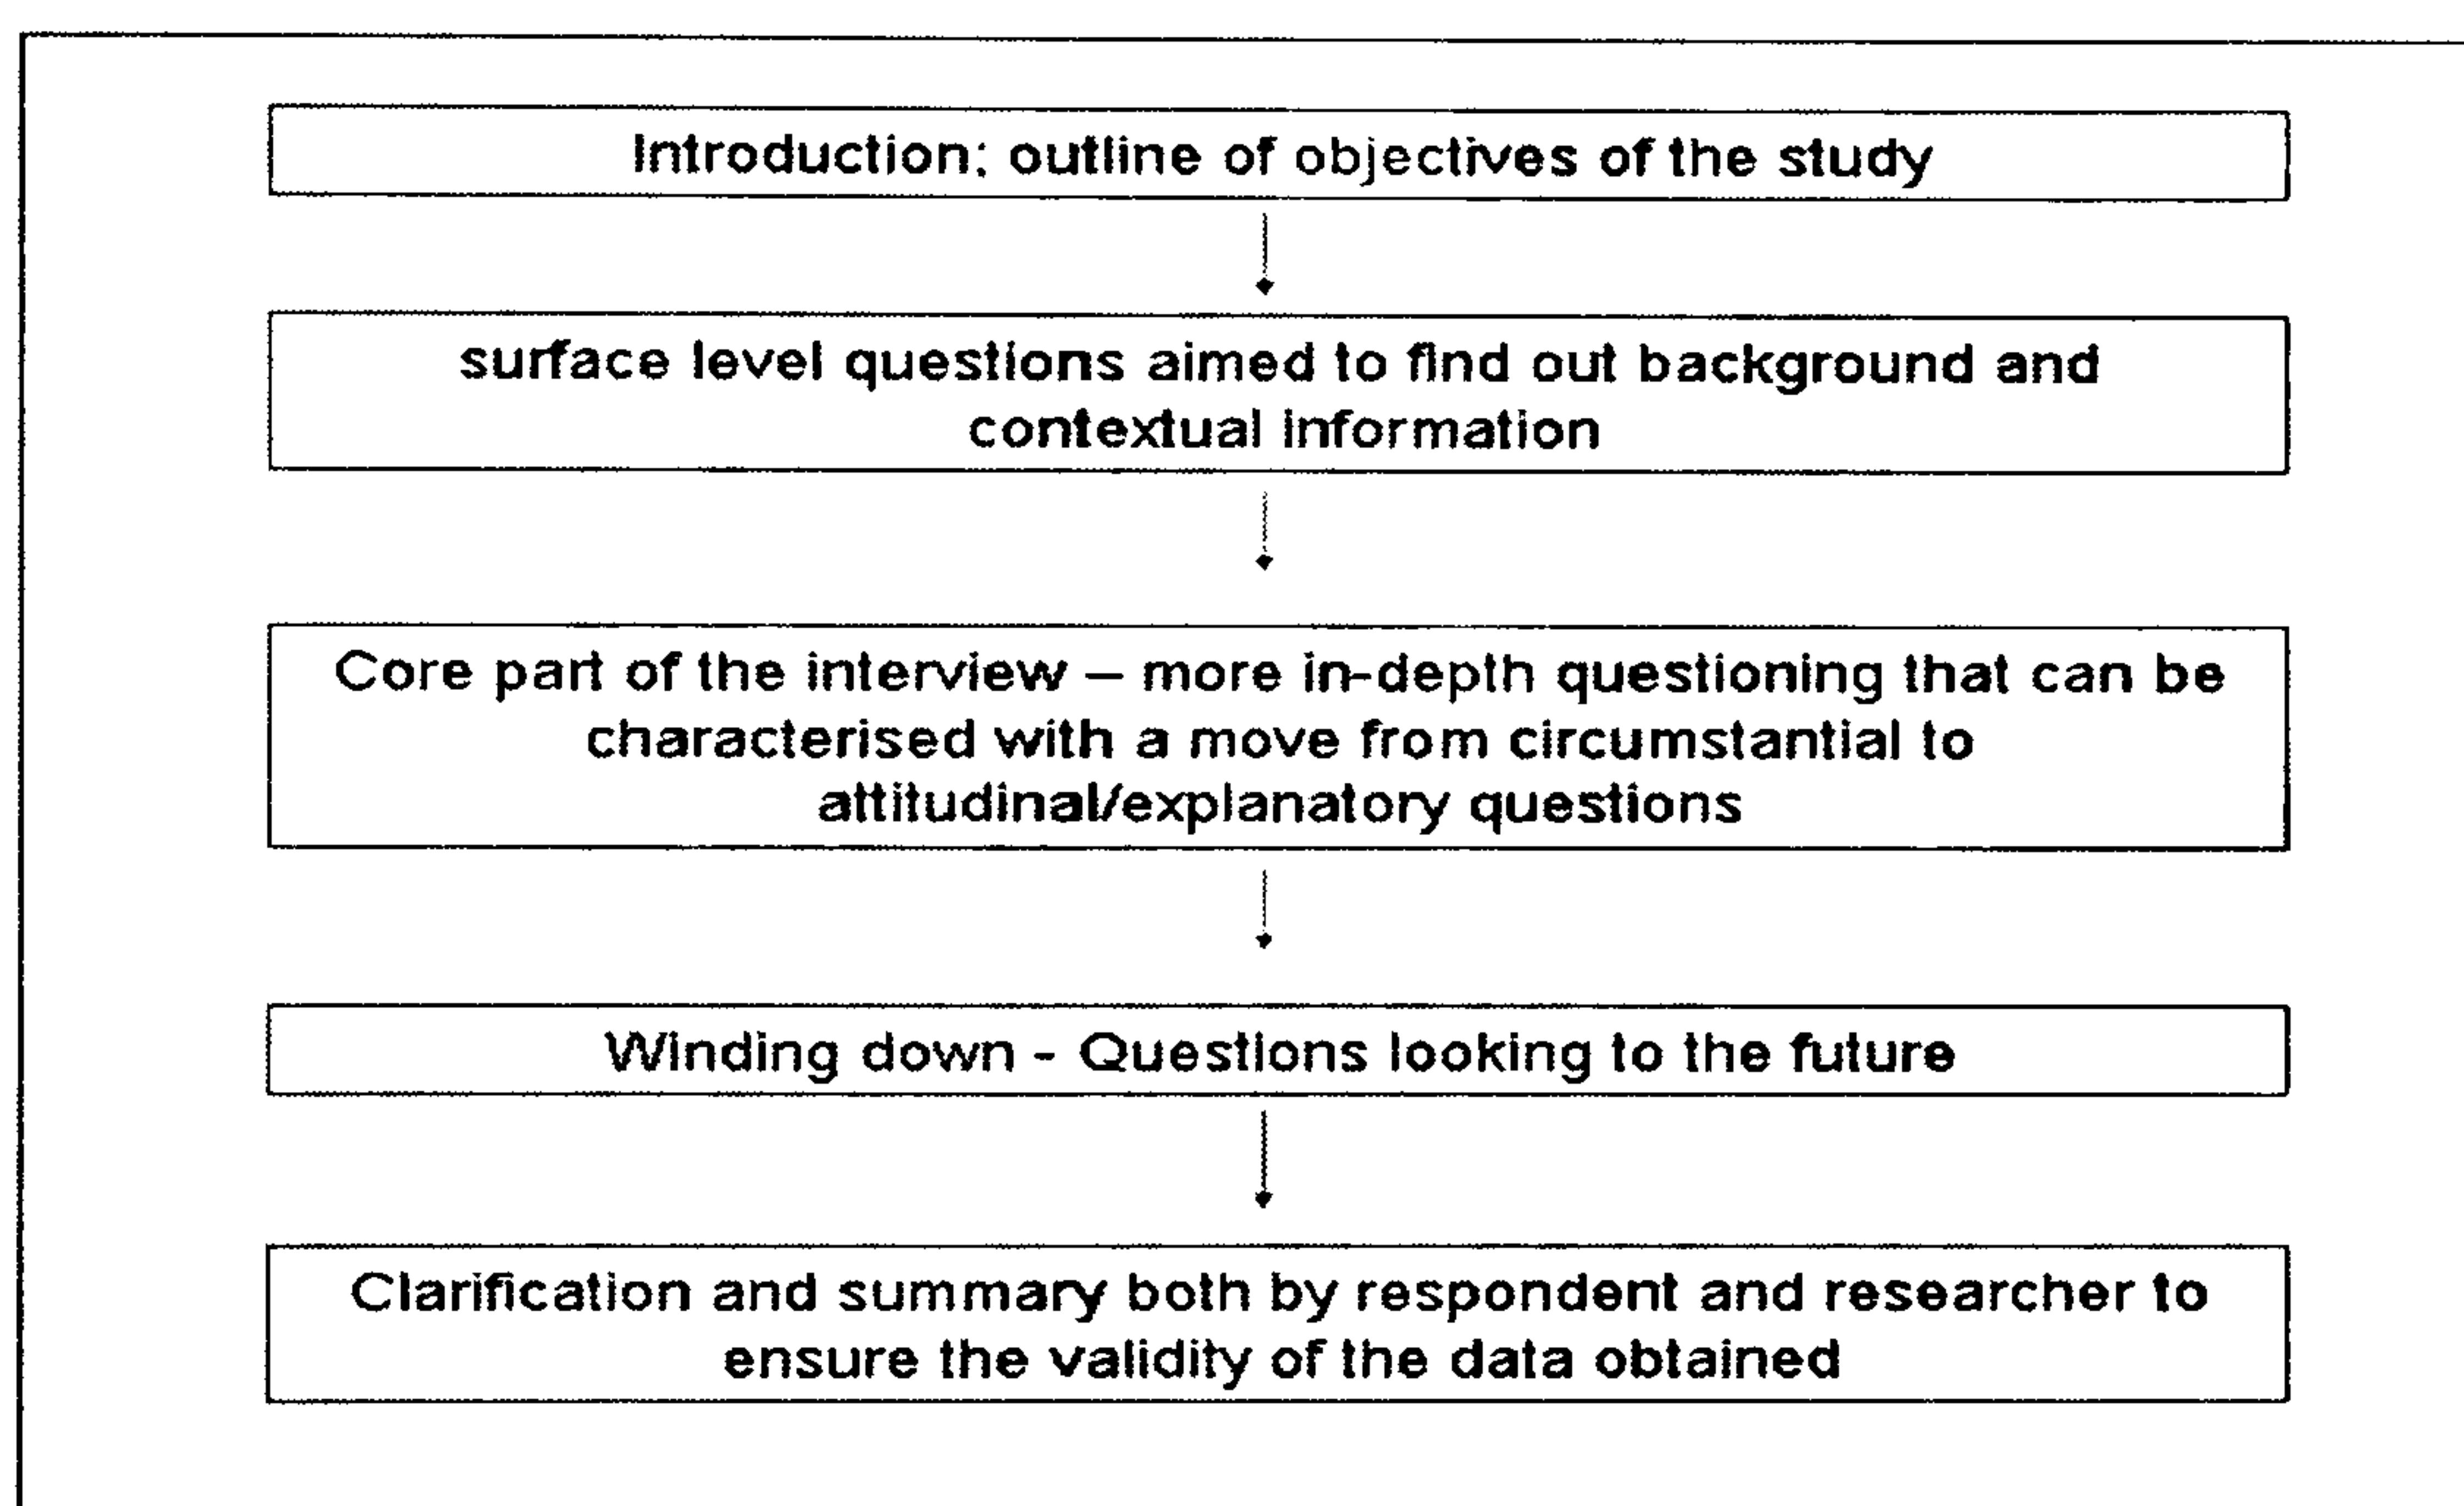 Introduction; outline of objectives of the study
surface level questions aimed to find out background and
contextual information
Core part of the interview – more in-depth questioning that can be
characterised with a move from circumstantial to
attitudinal/explanatory questions
Winding down - Questions looking to the future
Clarification and summary both by respondent and researcher to
ensure the validity of the data obtained